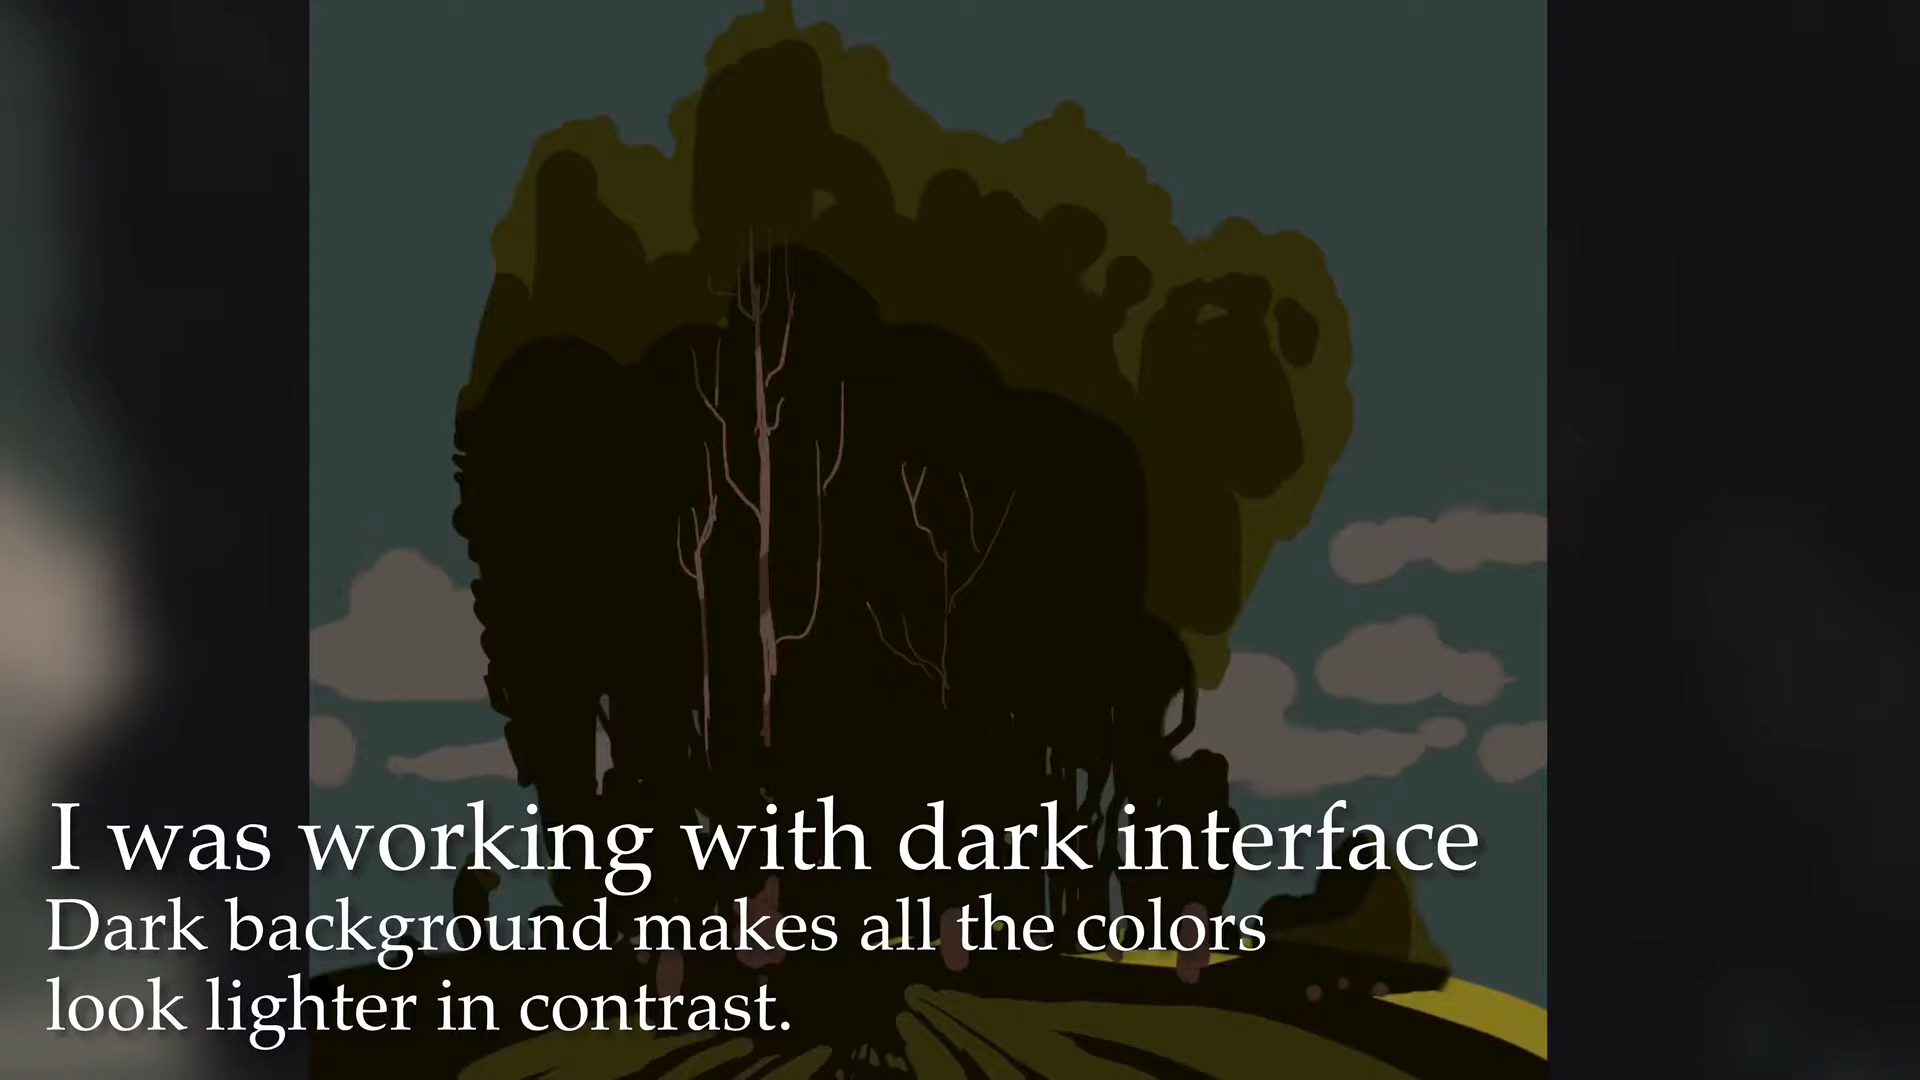 I was working with dark interface
Dark background makes all the colors
look lighter in contrast.